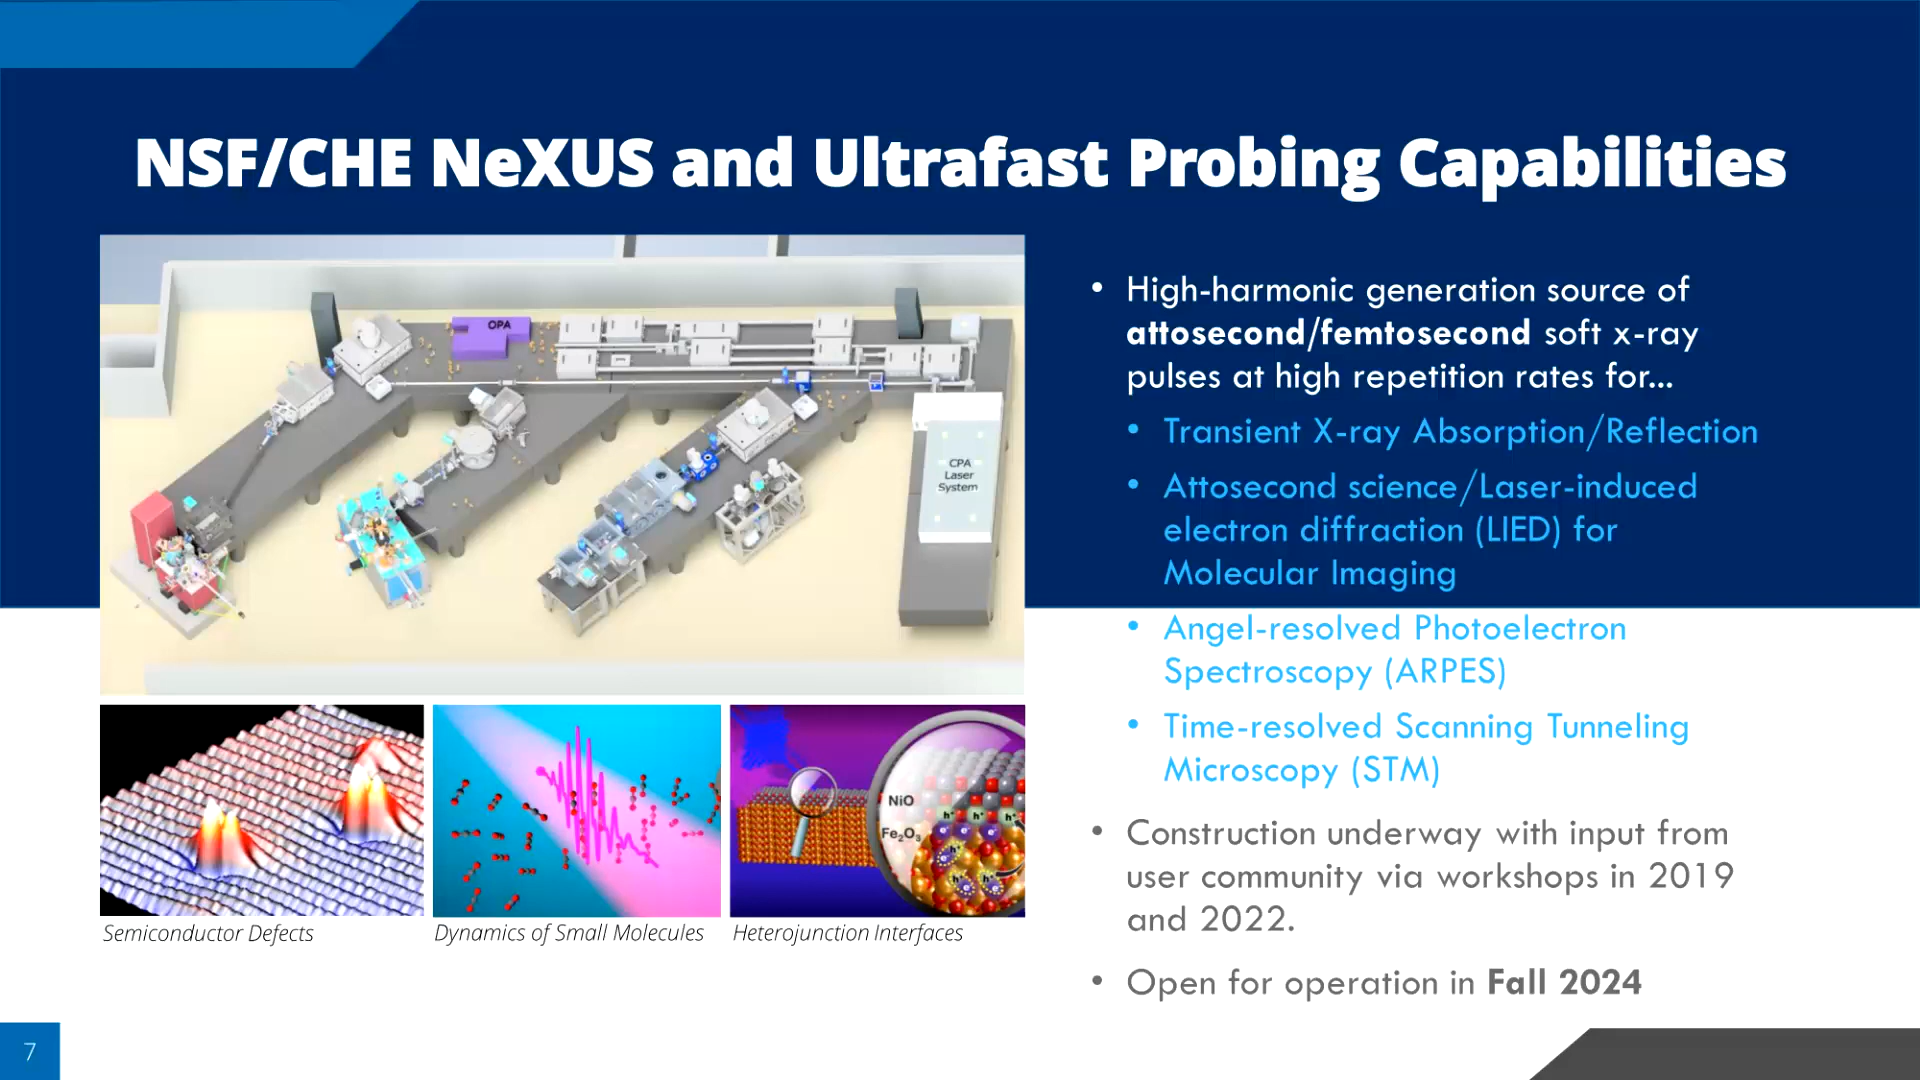 NSF/CHE NeXUS and Ultrafast Probing Capabilities
OPA
CPA
Laser
System
• High-harmonic generation source of
attosecond/femtosecond soft x-ray
pulses at high repetition rates for...
• Transient X-ray Absorption/Reflection
• Attosecond science/Laser-induced
electron diffraction (LIED) for
Molecular Imaging
• Angel-resolved Photoelectron
Spectroscopy (ARPES)
• Time-resolved Scanning Tunneling
Microscopy (STM)
• Construction underway with input from
user community via workshops in 2019
and 2022.
• Open for operation in Fall 2024
NiO
Fe₂O₃
h⁺ h⁺
e⁻ e⁻ e⁻
h⁺
h⁺ h⁺
Semiconductor Defects
Dynamics of Small Molecules
Heterojunction Interfaces
7